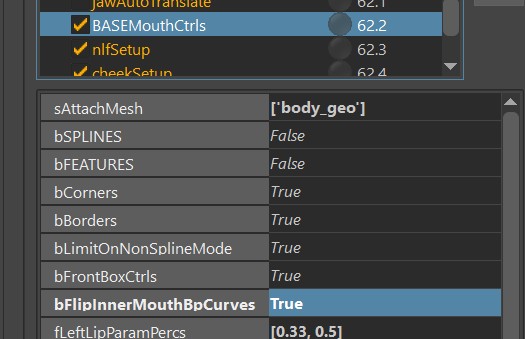 jawAutoTranslate 62.1
BASEMouthCtrls 62.2
nlfSetup 62.3
cheekSetup 62.4
sAttachMesh ['body_geo']
bSPLINES False
bFEATURES False
bCorners True
bBorders True
bLimitOnNonSplineMode True
bFrontBoxCtrls True
bFlipInnerMouthBpCurves True
fLeftLipParamPercs [0.33, 0.5]